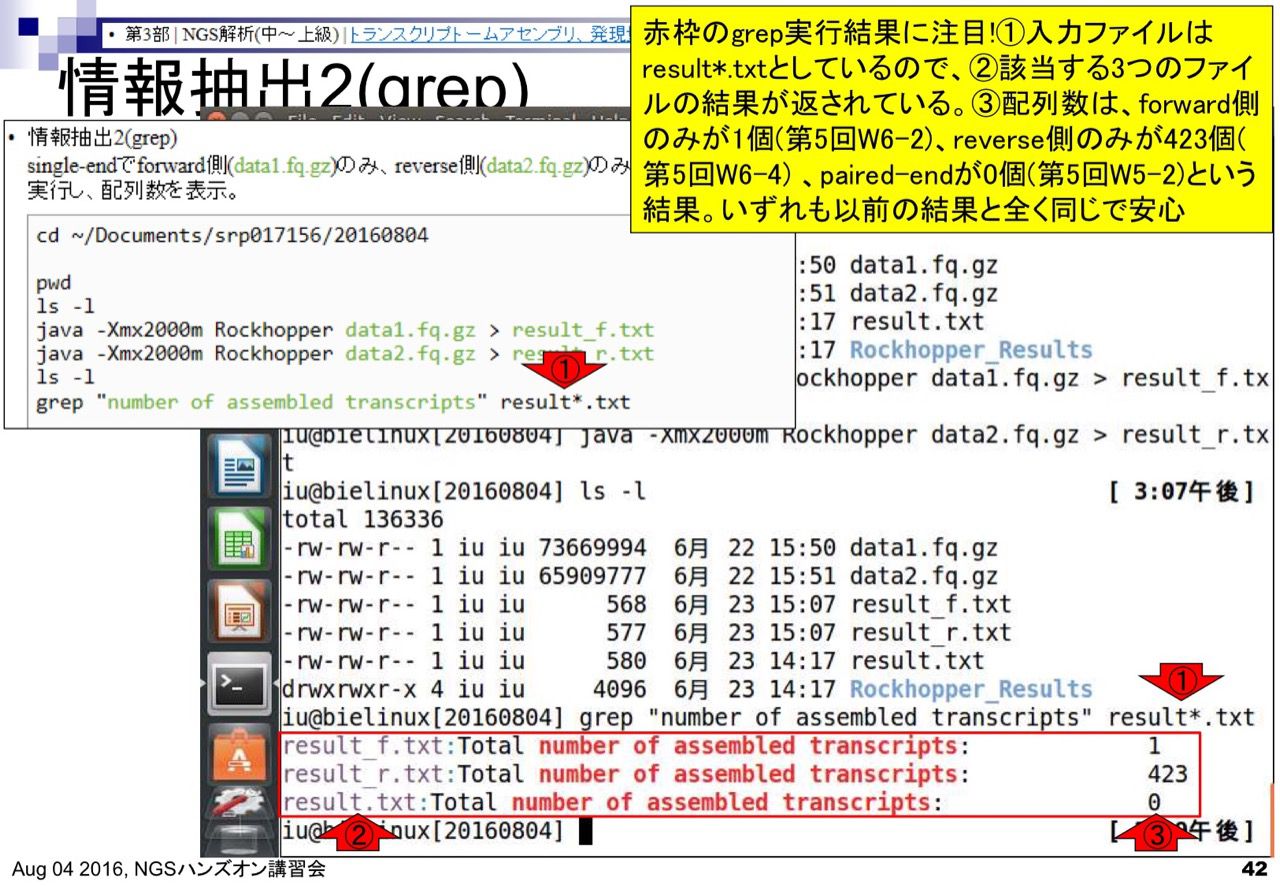 • 第3部 | NGS解析(中～上級) | トランスクリプトームアセンブリ、発現
情報抽出2(grep)
赤枠のgrep実行結果に注目!①入力ファイルは
result*.txtとしているので、②該当する3つのファイ
ルの結果が返されている。③配列数は、forward側
のみが1個(第5回W6-2)、reverse側のみが423個(
第5回W6-4) 、paired-endが0個(第5回W5-2)という
結果。いずれも以前の結果と全く同じで安心
File Edit View Search Terminal Help
• 情報抽出2(grep)
single-endでforward側(data1.fq.gz)のみ、reverse側(data2.fq.gz)のみ
実行し、配列数を表示。
cd ~/Documents/srp017156/20160804
pwd
ls -l
java -Xmx2000m Rockhopper data1.fq.gz > result_f.txt
java -Xmx2000m Rockhopper data2.fq.gz > result_r.txt
ls -l
①
grep "number of assembled transcripts" result*.txt
:50 data1.fq.gz
:51 data2.fq.gz
:17 result.txt
:17 Rockhopper_Results
ockhopper data1.fq.gz > result_f.tx
iu@bielinux[20160804] java -Xmx2000m Rockhopper data2.fq.gz > result_r.tx
t
iu@bielinux[20160804] ls -l [ 3:07午後]
total 136336
-rw-rw-r-- 1 iu iu 73669994 6月 22 15:50 data1.fq.gz
-rw-rw-r-- 1 iu iu 65909777 6月 22 15:51 data2.fq.gz
-rw-rw-r-- 1 iu iu 568 6月 23 15:07 result_f.txt
-rw-rw-r-- 1 iu iu 577 6月 23 15:07 result_r.txt
-rw-rw-r-- 1 iu iu 580 6月 23 14:17 result.txt
drwxrwxr-x 4 iu iu 4096 6月 23 14:17 Rockhopper_Results
①
iu@bielinux[20160804] grep "number of assembled transcripts" result*.txt
result_f.txt:Total number of assembled transcripts: 1
result_r.txt:Total number of assembled transcripts: 423
result.txt:Total number of assembled transcripts: 0
iu@bielinux[20160804] [ 午後]
② ③
Aug 04 2016, NGSハンズオン講習会
42